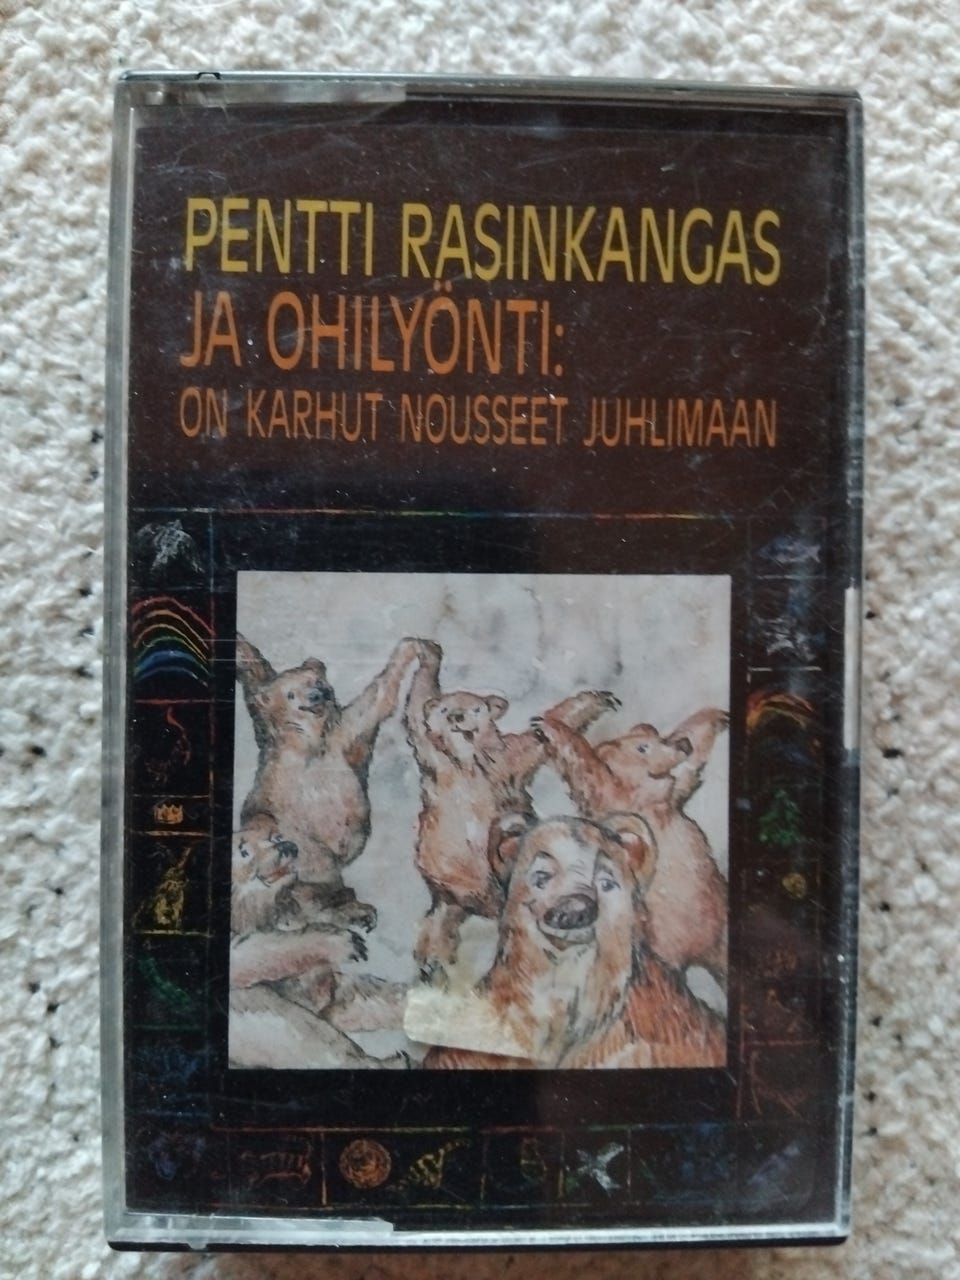 PENTTI RASINKANGAS
JA OHILYÖNTI:
ON KARHUT NOUSSEET JUHLIMAAN